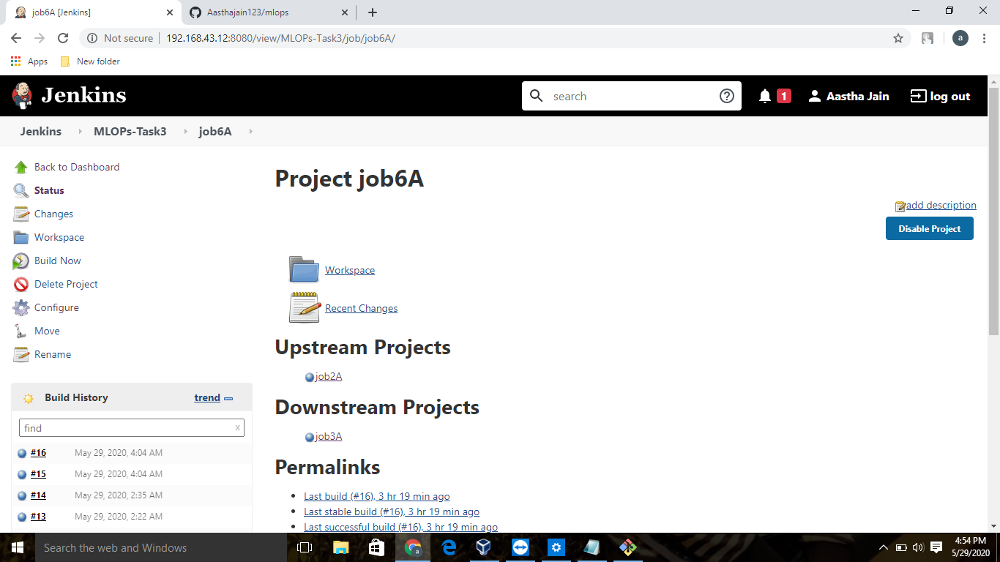 job6A [Jenkins]
Aasthajain123/mlops
Not secure
192.168.43.12:8080/view/MLOPs-Task3/job/job6A/
a
Apps
New folder
Jenkins
search
1
Aastha Jain
log out
Jenkins
MLOPs-Task3
job6A
Back to Dashboard
Status
Changes
Workspace
Build Now
Delete Project
Configure
Move
Rename
Build History
trend
find
x
#16 May 29, 2020, 4:04 AM
#15 May 29, 2020, 4:04 AM
#14 May 29, 2020, 2:35 AM
#13 May 29, 2020, 2:22 AM
Project job6A
add description
Disable Project
Workspace
Recent Changes
Upstream Projects
job2A
Downstream Projects
job3A
Permalinks
Last build (#16), 3 hr 19 min ago
Last stable build (#16), 3 hr 19 min ago
Last successful build (#16), 3 hr 19 min ago
Search the web and Windows
4:54 PM
5/29/2020